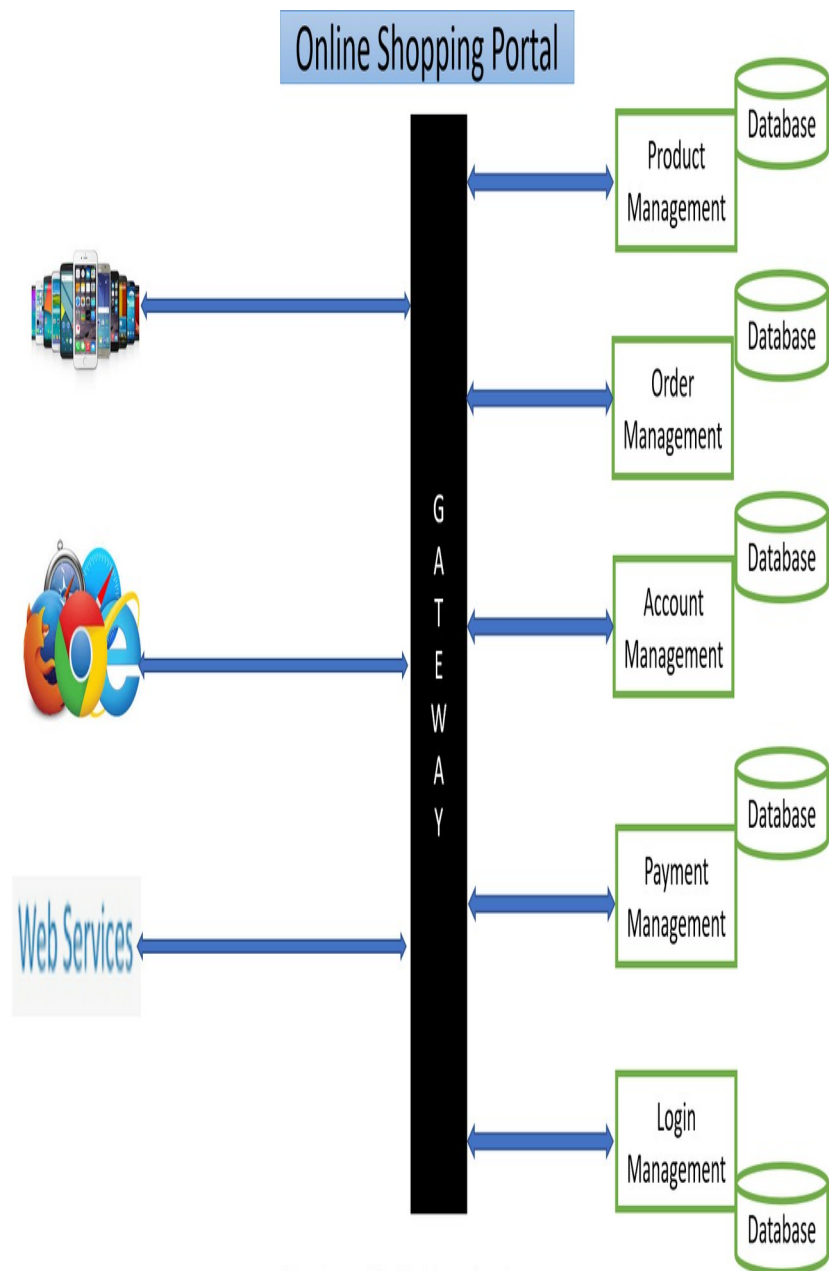 Online Shopping Portal
Database
Product
Management
Database
Order
Management
G
A
T
E
W
A
Y
Database
Account
Management
Database
Payment
Management
Web Services
Login
Management
Database